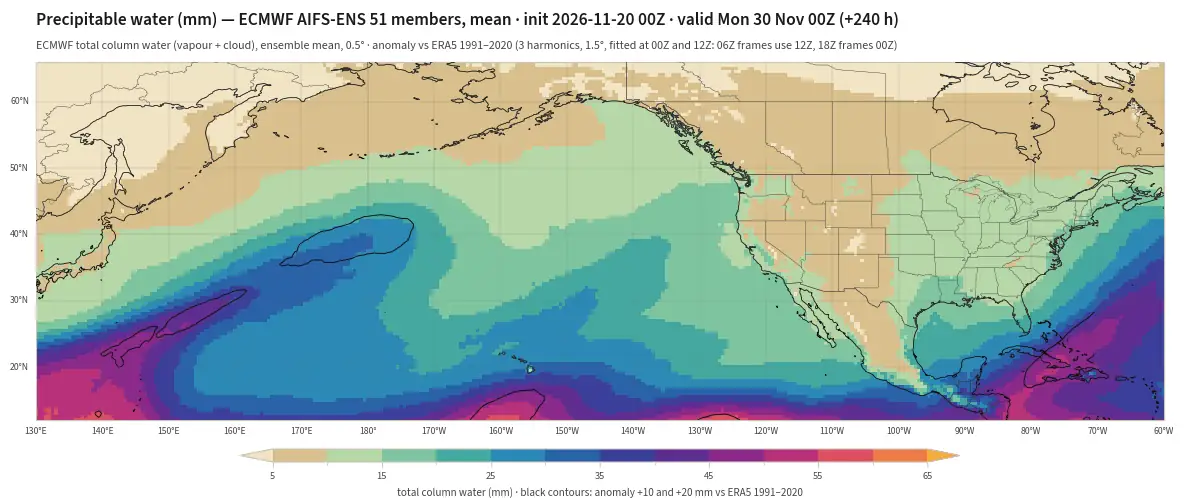 Precipitable water (mm) — ECMWF AIFS-ENS 51 members, mean · init 2026-11-20 00Z · valid Mon 30 Nov 00Z (+240 h)
ECMWF total column water (vapour + cloud), ensemble mean, 0.5° · anomaly vs ERA5 1991–2020 (3 harmonics, 1.5°, fitted at 00Z and 12Z: 06Z frames use 12Z, 18Z frames 00Z)
60°N
50°N
40°N
30°N
20°N
130°E 140°E 150°E 160°E 170°E 180° 170°W 160°W 150°W 140°W 130°W 120°W 110°W 100°W 90°W 80°W 70°W 60°W
5 15 25 35 45 55 65
total column water (mm) · black contours: anomaly +10 and +20 mm vs ERA5 1991–2020